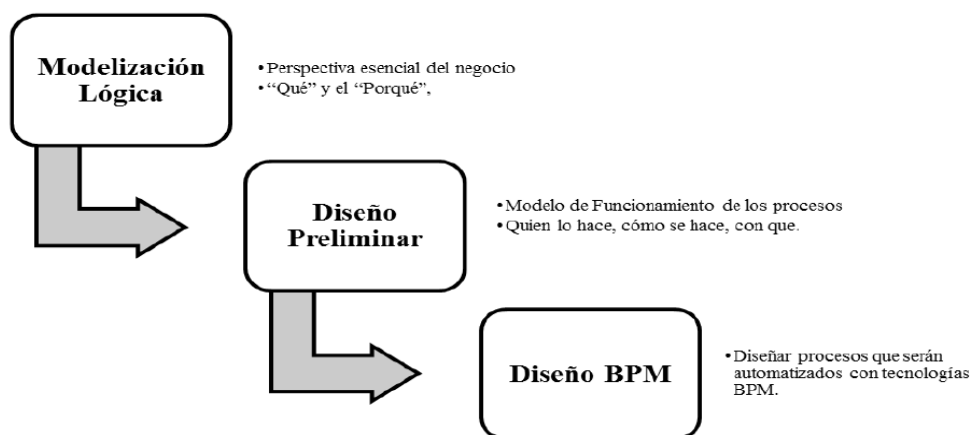 Modelización
Lógica
•Perspectiva esencial del negocio
•“Qué” y el “Porqué”,
Diseño
Preliminar
•Modelo de Funcionamiento de los procesos
•Quien lo hace, cómo se hace, con que.
Diseño BPM
•Diseñar procesos que serán
automatizados con tecnologías
BPM.